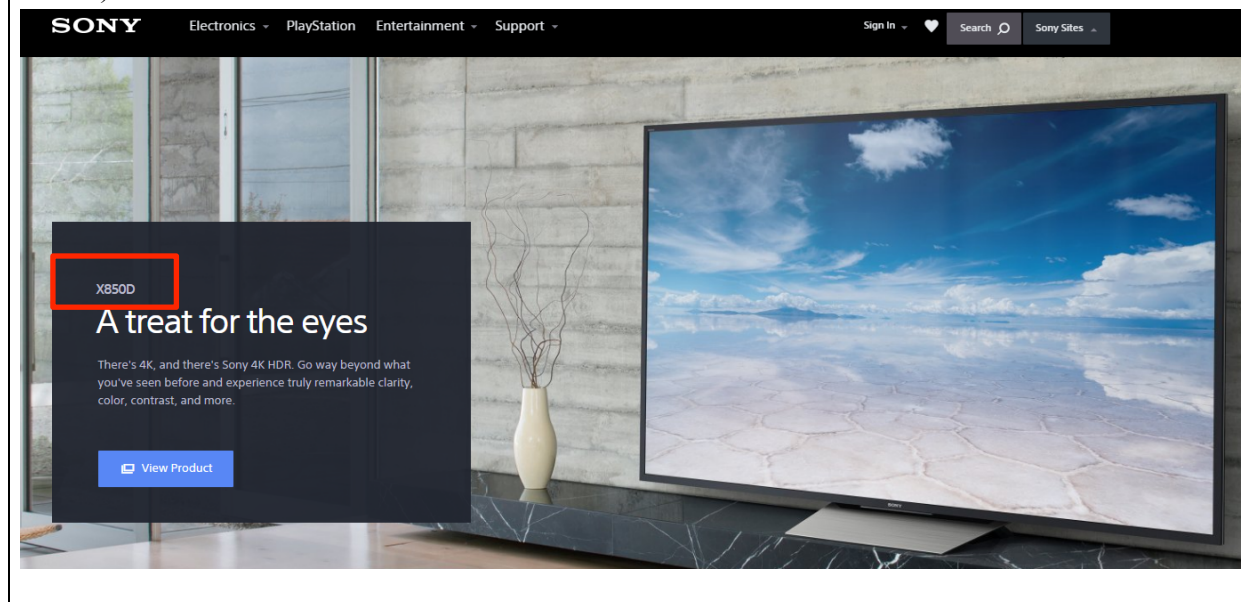 SONY Electronics PlayStation Entertainment Support Sign In Search Sony Sites
X850D
A treat for the eyes
There's 4K, and there's Sony 4K HDR. Go way beyond what
you've seen before and experience truly remarkable clarity,
color, contrast, and more.
View Product
SONY